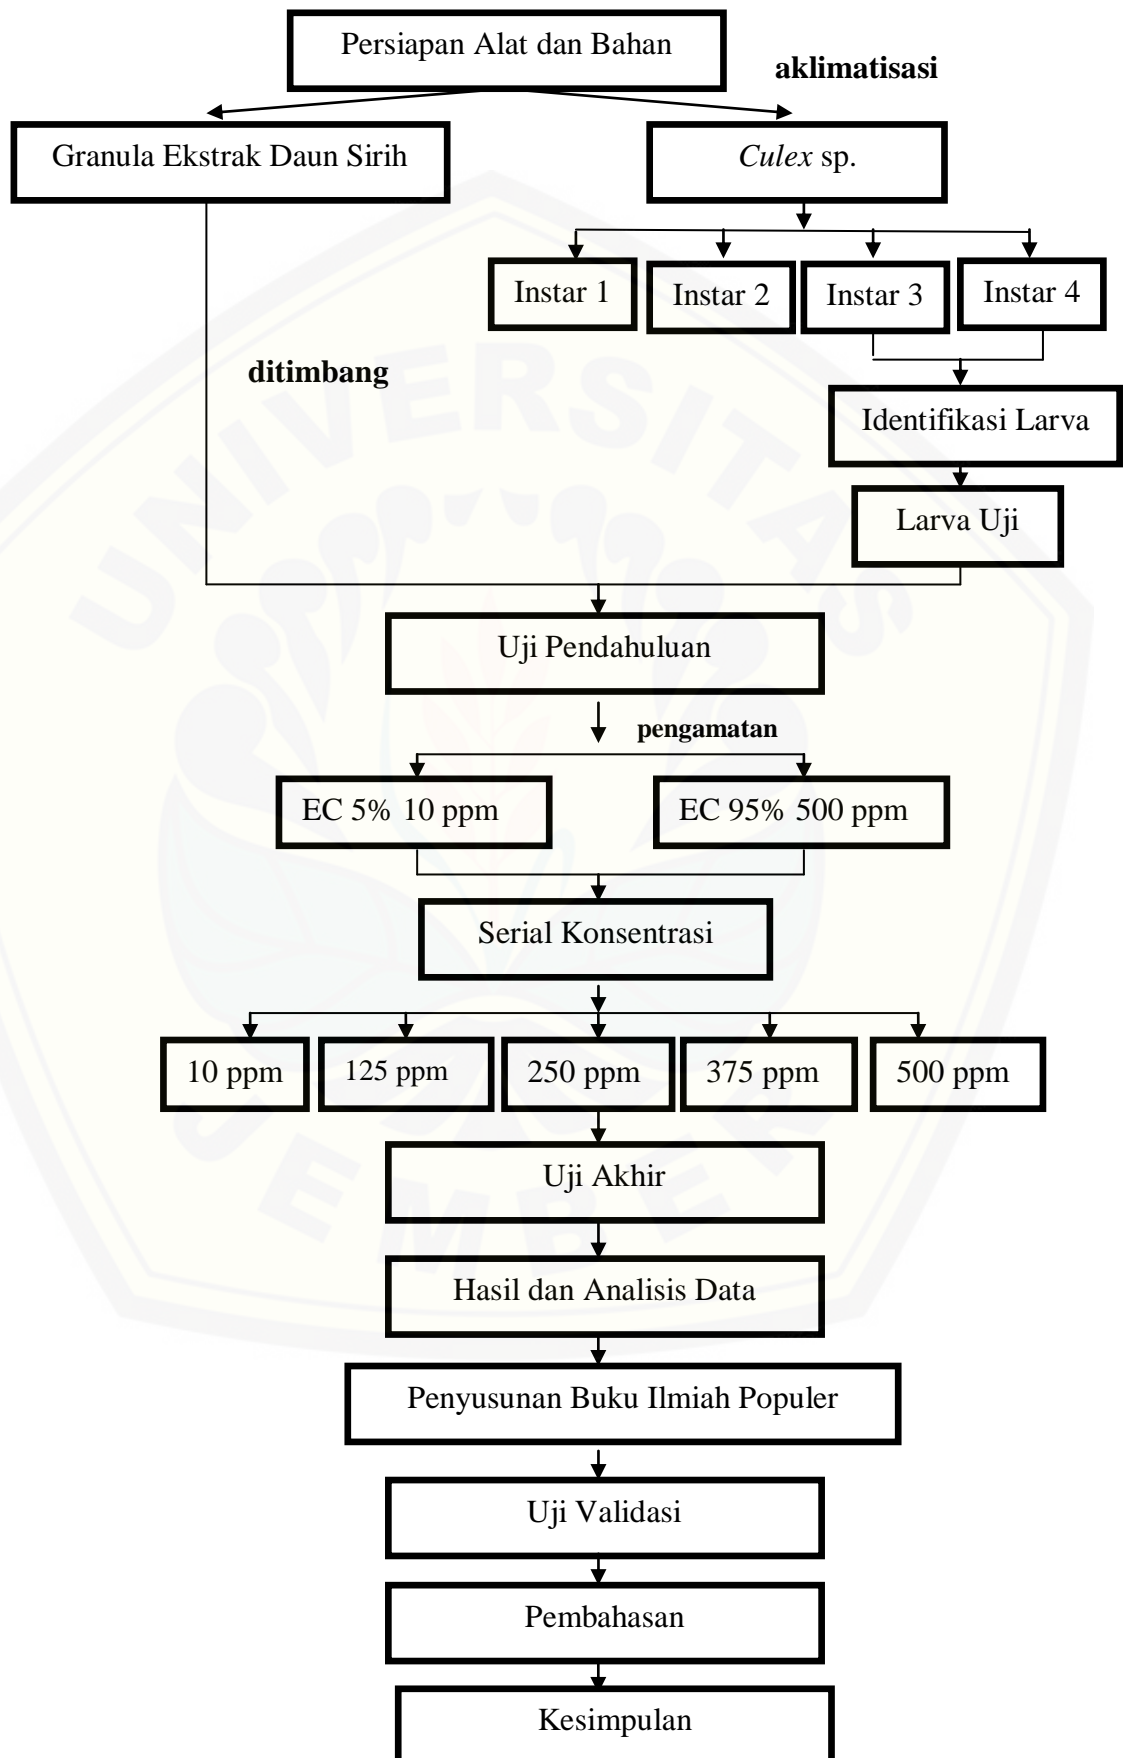 Persiapan Alat dan Bahan
aklimatisasi
Granula Ekstrak Daun Sirih
Culex sp.
Instar 1
Instar 2
Instar 3
Instar 4
ditimbang
Identifikasi Larva
Larva Uji
Uji Pendahuluan
pengamatan
EC 5% 10 ppm
EC 95% 500 ppm
Serial Konsentrasi
10 ppm
125 ppm
250 ppm
375 ppm
500 ppm
Uji Akhir
Hasil dan Analisis Data
Penyusunan Buku Ilmiah Populer
Uji Validasi
Pembahasan
Kesimpulan
UNIVERSITAS
JEMBER